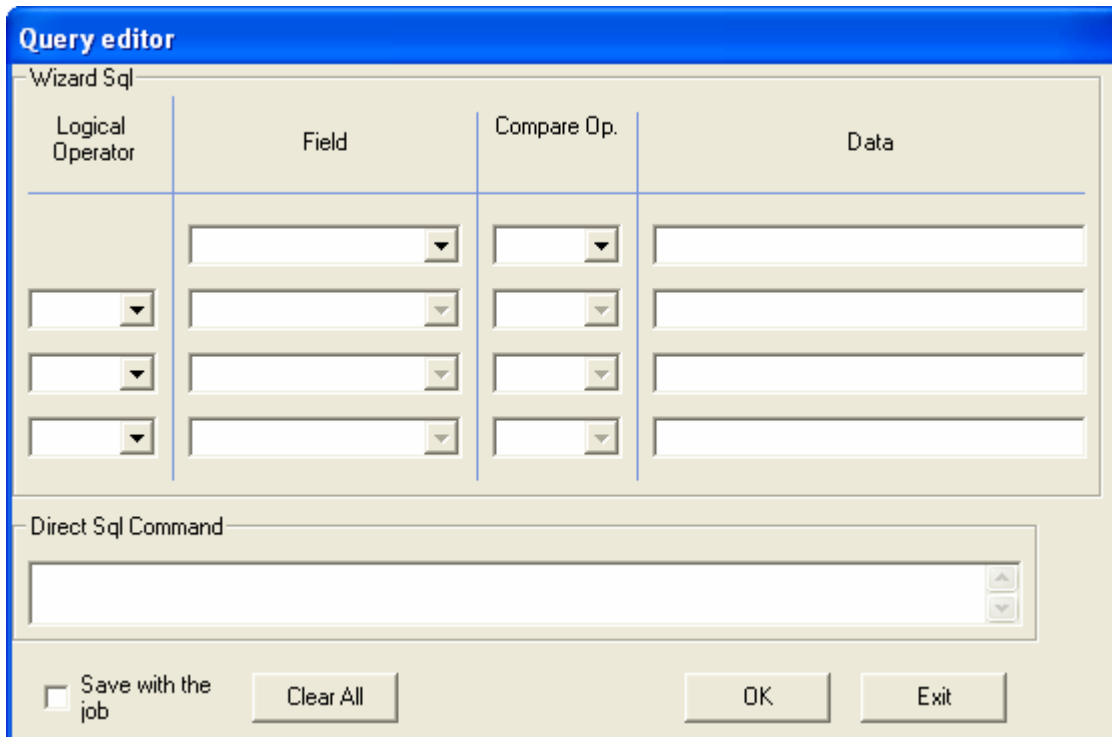 Query editor
Wizard Sql
Logical
Operator
Field
Compare Op.
Data
Direct Sql Command
Save with the
job
Clear All
OK
Exit